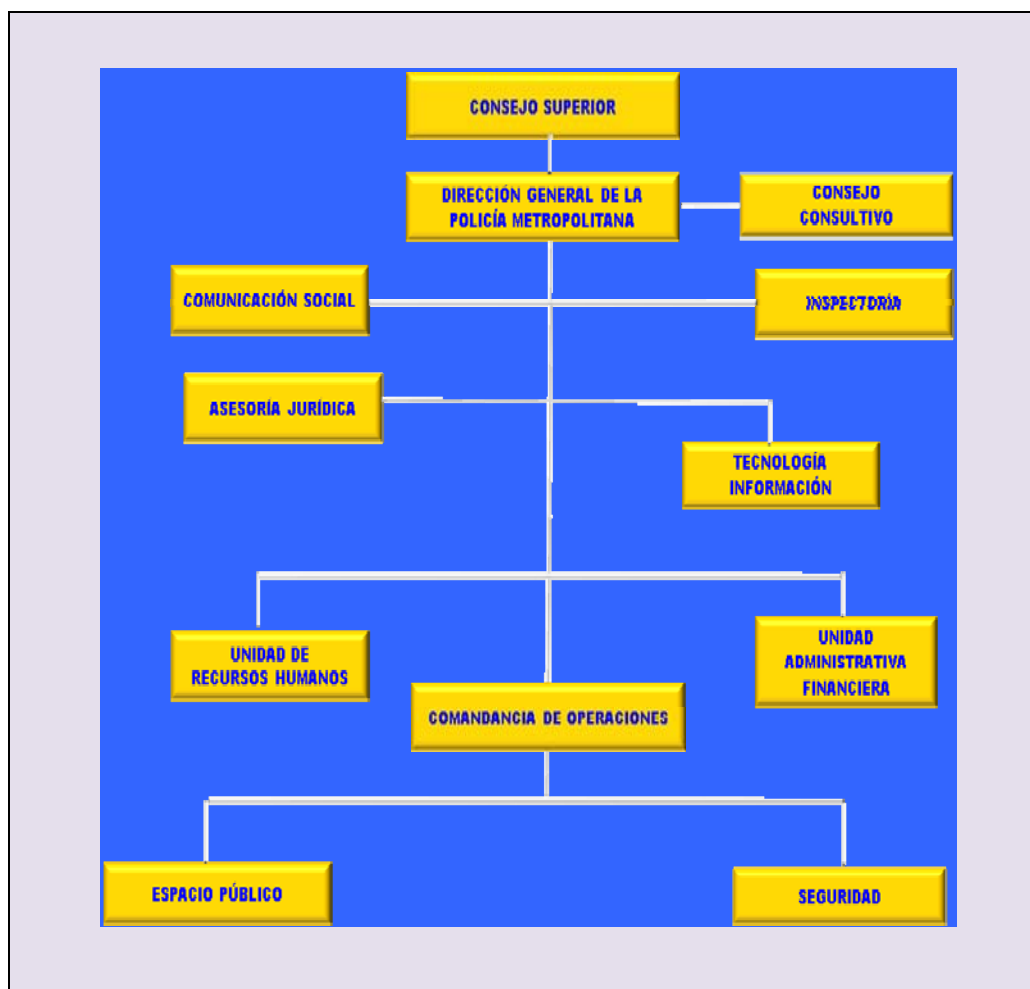 CONSEJO SUPERIOR
DIRECCIÓN GENERAL DE LA
POLICÍA METROPOLITANA
CONSEJO
CONSULTIVO
COMUNICACIÓN SOCIAL
INSPECTORÍA
ASESORÍA JURÍDICA
TECNOLOGÍA
INFORMACIÓN
UNIDAD DE
RECURSOS HUMANOS
UNIDAD
ADMINISTRATIVA
FINANCIERA
COMANDANCIA DE OPERACIONES
ESPACIO PÚBLICO
SEGURIDAD